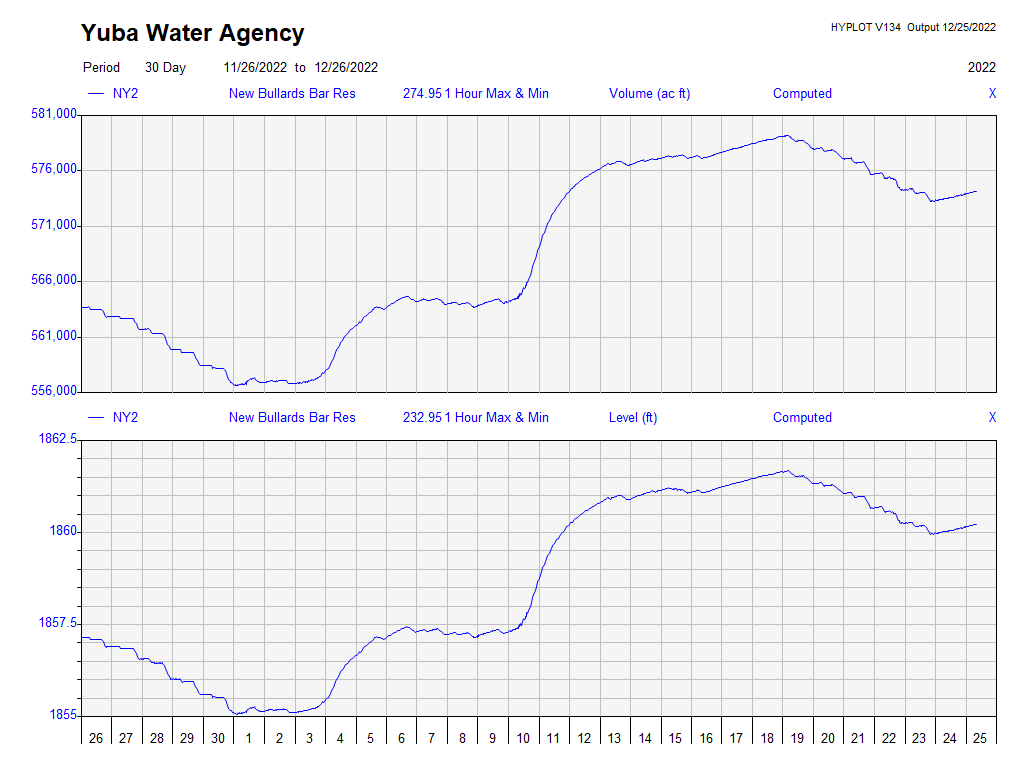 Yuba Water Agency
HYPLOT V134 Output 12/25/2022
Period 30 Day 11/26/2022 to 12/26/2022 2022
NY2 New Bullards Bar Res 274.95 1 Hour Max & Min Volume (ac ft) Computed X
581,000
576,000
571,000
566,000
561,000
556,000
NY2 New Bullards Bar Res 232.95 1 Hour Max & Min Level (ft) Computed X
1862.5
1860
1857.5
1855
26 27 28 29 30 1 2 3 4 5 6 7 8 9 10 11 12 13 14 15 16 17 18 19 20 21 22 23 24 25